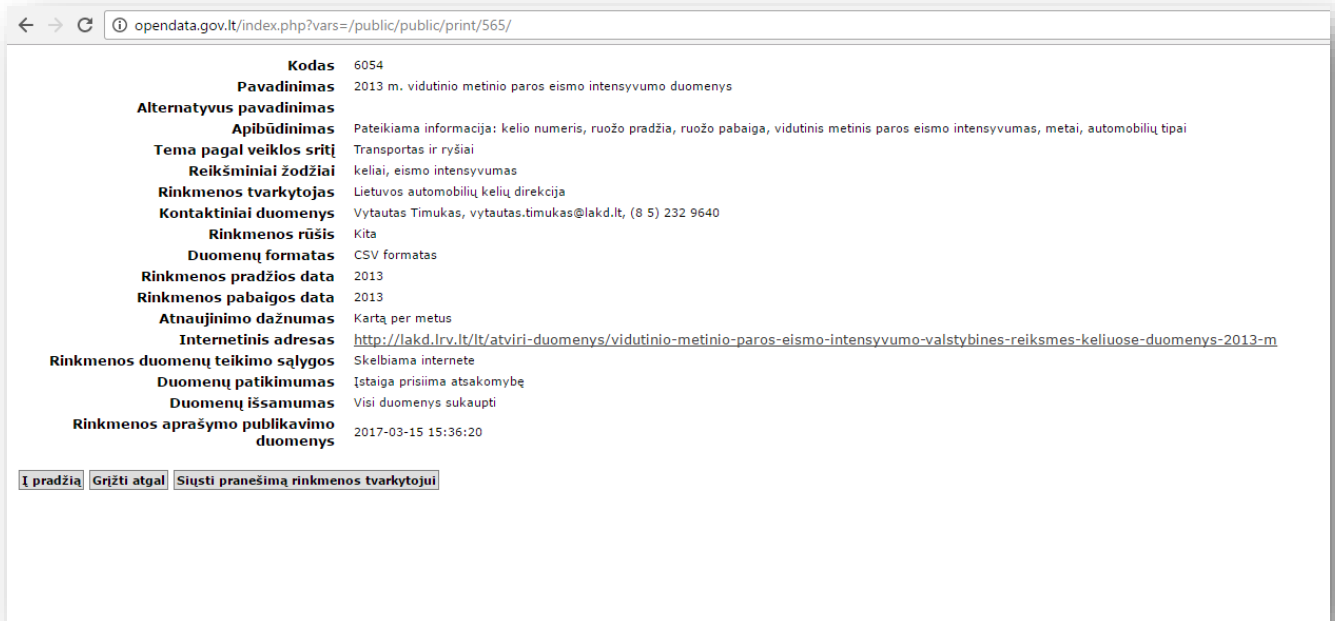 opendata.gov.lt/index.php?vars=/public/public/print/565/
Kodas 6054
Pavadinimas 2013 m. vidutinio metinio paros eismo intensyvumo duomenys
Alternatyvus pavadinimas
Apibūdinimas Pateikiama informacija: kelio numeris, ruožo pradžia, ruožo pabaiga, vidutinis metinis paros eismo intensyvumas, metai, automobilių tipai
Tema pagal veiklos sritį Transportas ir ryšiai
Reikšminiai žodžiai keliai, eismo intensyvumas
Rinkmenos tvarkytojas Lietuvos automobilių kelių direkcija
Kontaktiniai duomenys Vytautas Timukas, vytautas.timukas@lakd.lt, (8 5) 232 9640
Rinkmenos rūšis Kita
Duomenų formatas CSV formatas
Rinkmenos pradžios data 2013
Rinkmenos pabaigos data 2013
Atnaujinimo dažnumas Kartą per metus
Internetinis adresas http://lakd.lrv.lt/lt/atviri-duomenys/vidutinio-metinio-paros-eismo-intensyvumo-valstybines-reiksmes-keliuose-duomenys-2013-m
Rinkmenos duomenų teikimo sąlygos Skelbiama internete
Duomenų patikimumas Įstaiga prisiima atsakomybę
Duomenų išsamumas Visi duomenys sukaupti
Rinkmenos aprašymo publikavimo
duomenys 2017-03-15 15:36:20
Į pradžią Grįžti atgal Siųsti pranešimą rinkmenos tvarkytojui